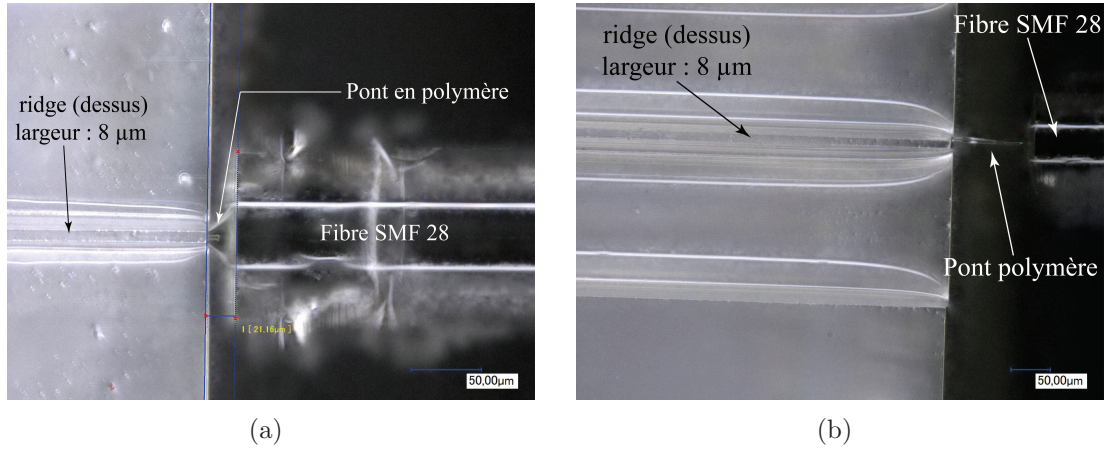 ridge (dessus)
largeur : 8 µm
Pont en polymère
Fibre SMF 28
1 [ 21.16µm ]
50,00µm
(a)
ridge (dessus)
largeur : 8 µm
Fibre SMF 28
Pont polymère
50,00µm
(b)